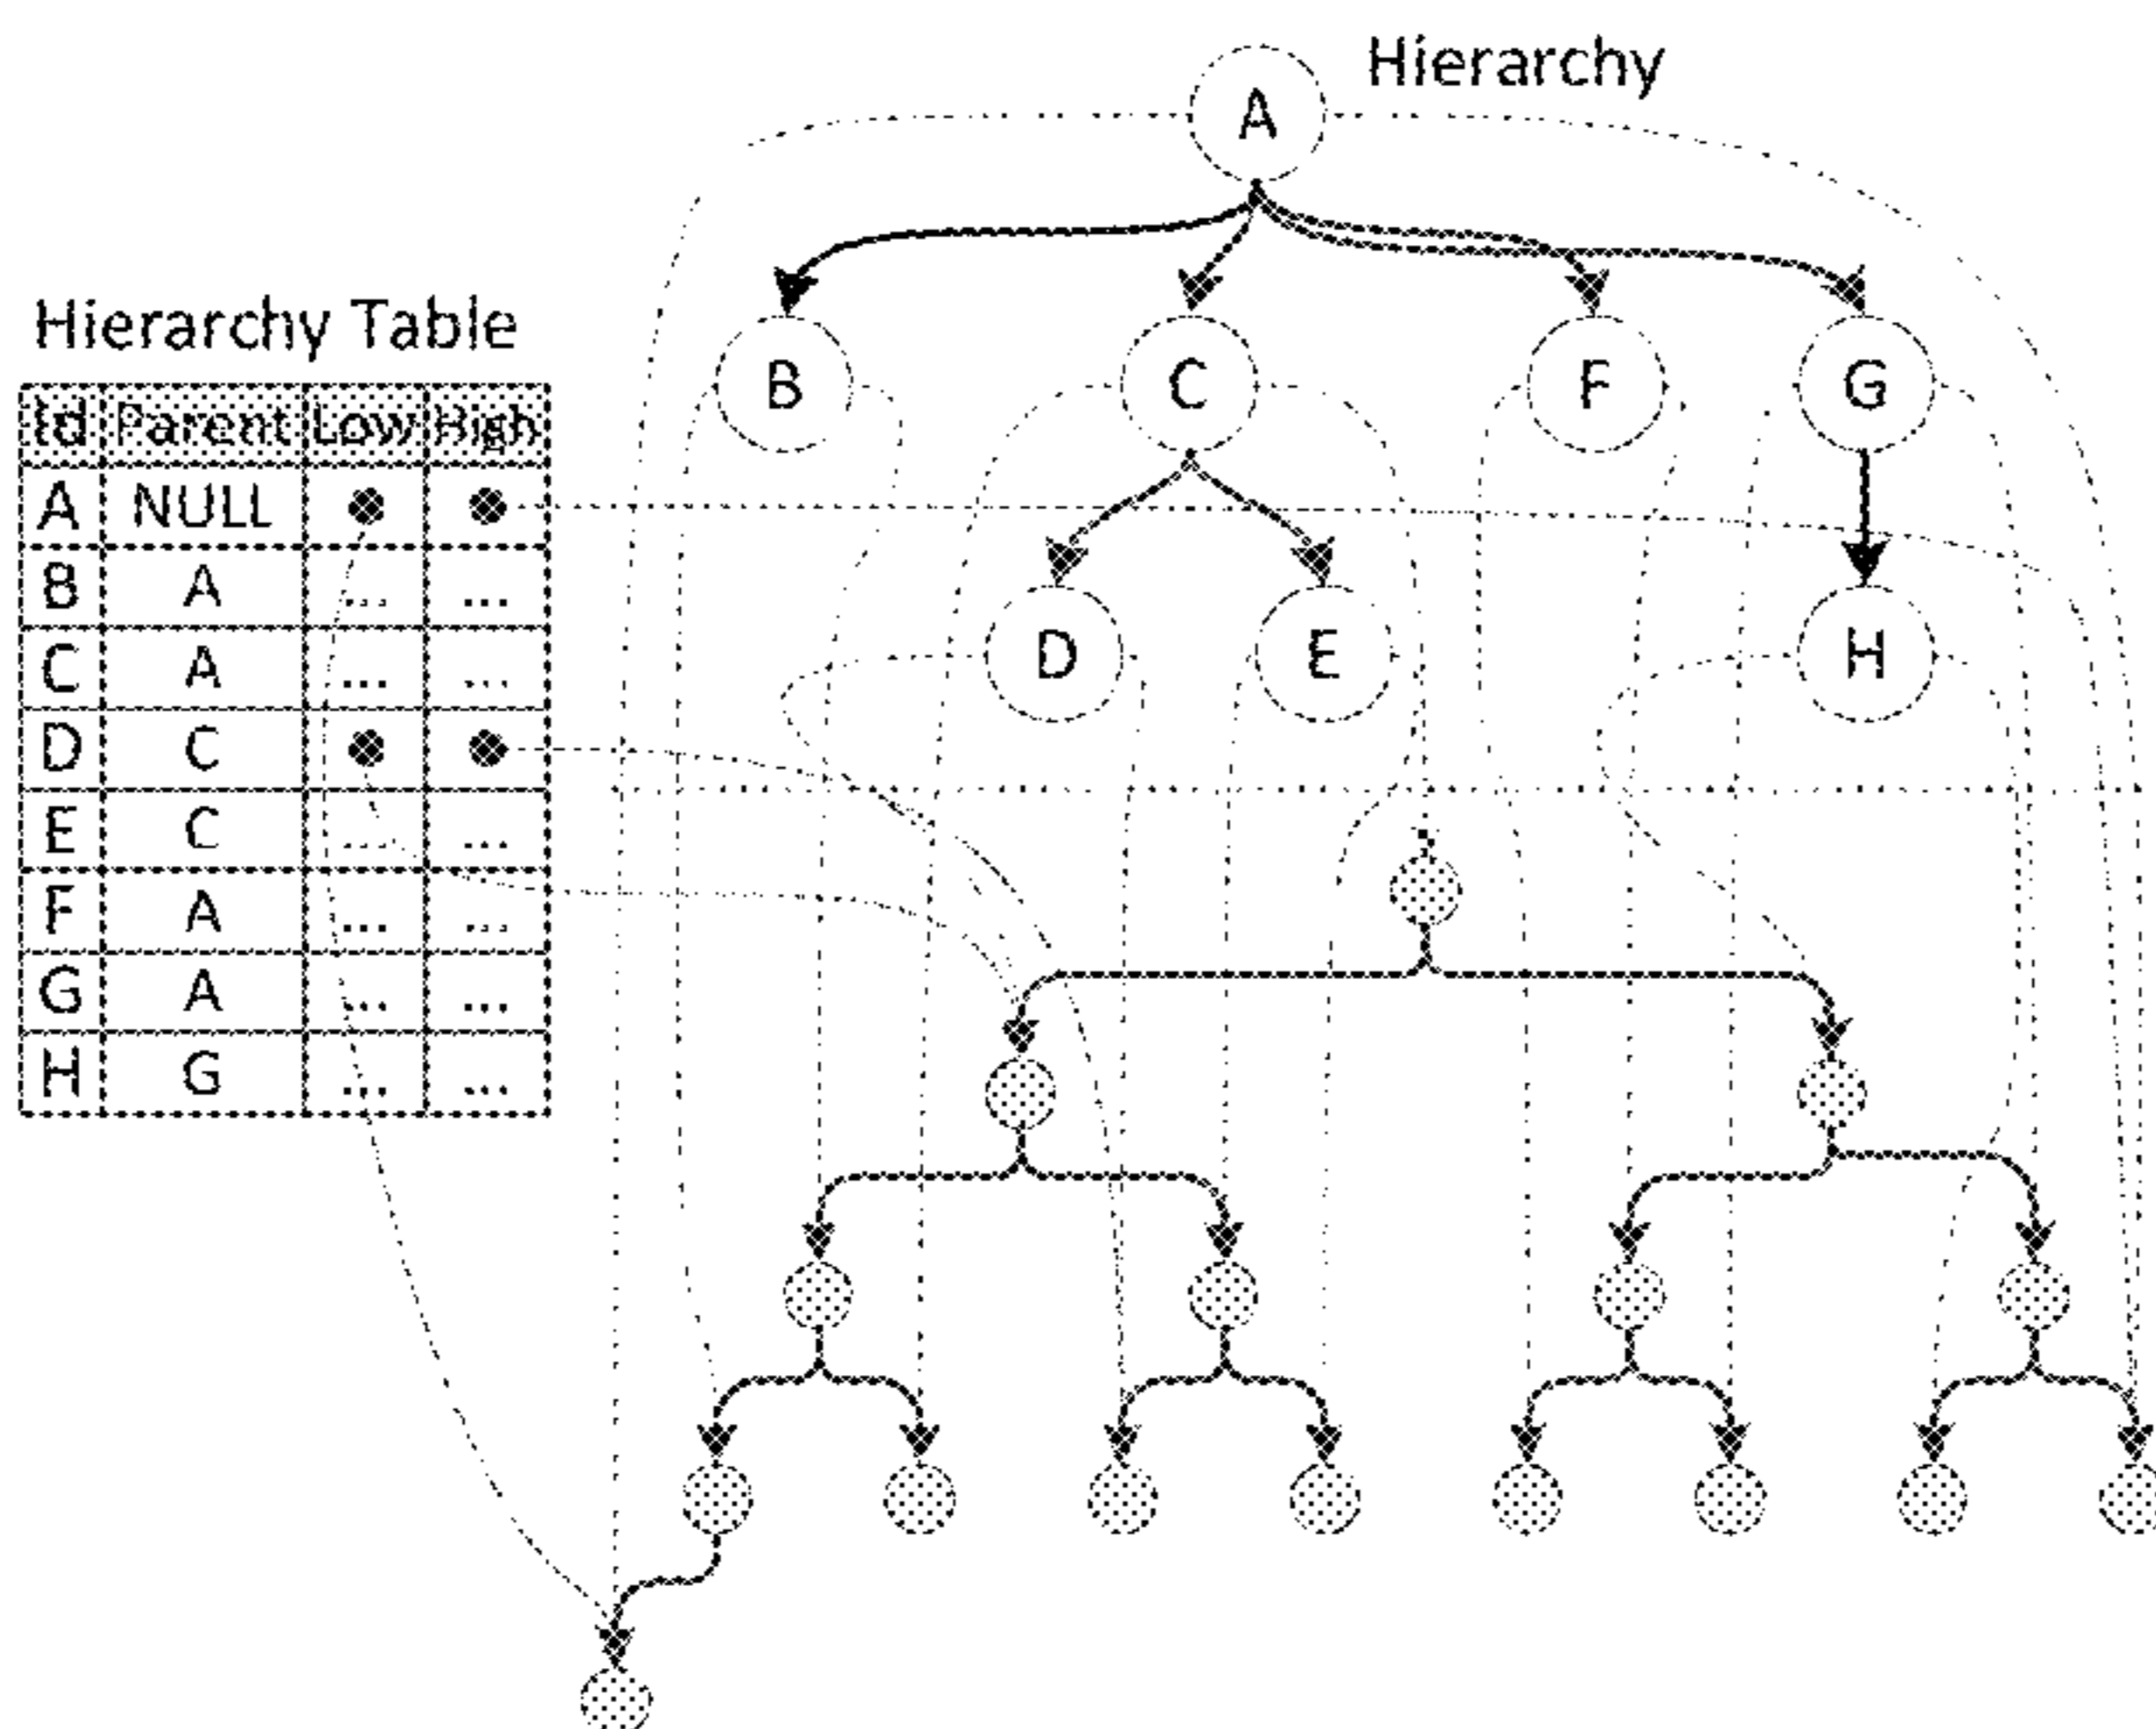 Hierarchy
A
B C F G
D E H
Hierarchy Table
Id Parent Low High
A NULL
B A ... ...
C A ... ...
D C
E C ... ...
F A ... ...
G A ... ...
H G ... ...